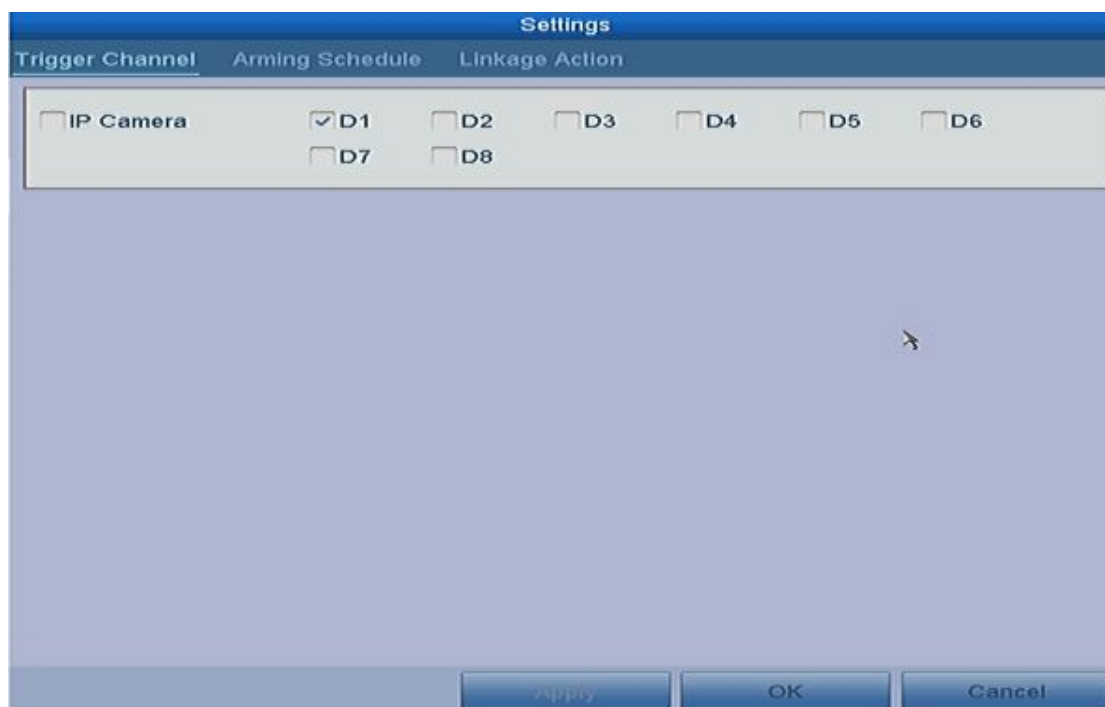 Settings
Trigger Channel Arming Schedule Linkage Action
IP Camera D1 D2 D3 D4 D5 D6
D7 D8
Apply OK Cancel